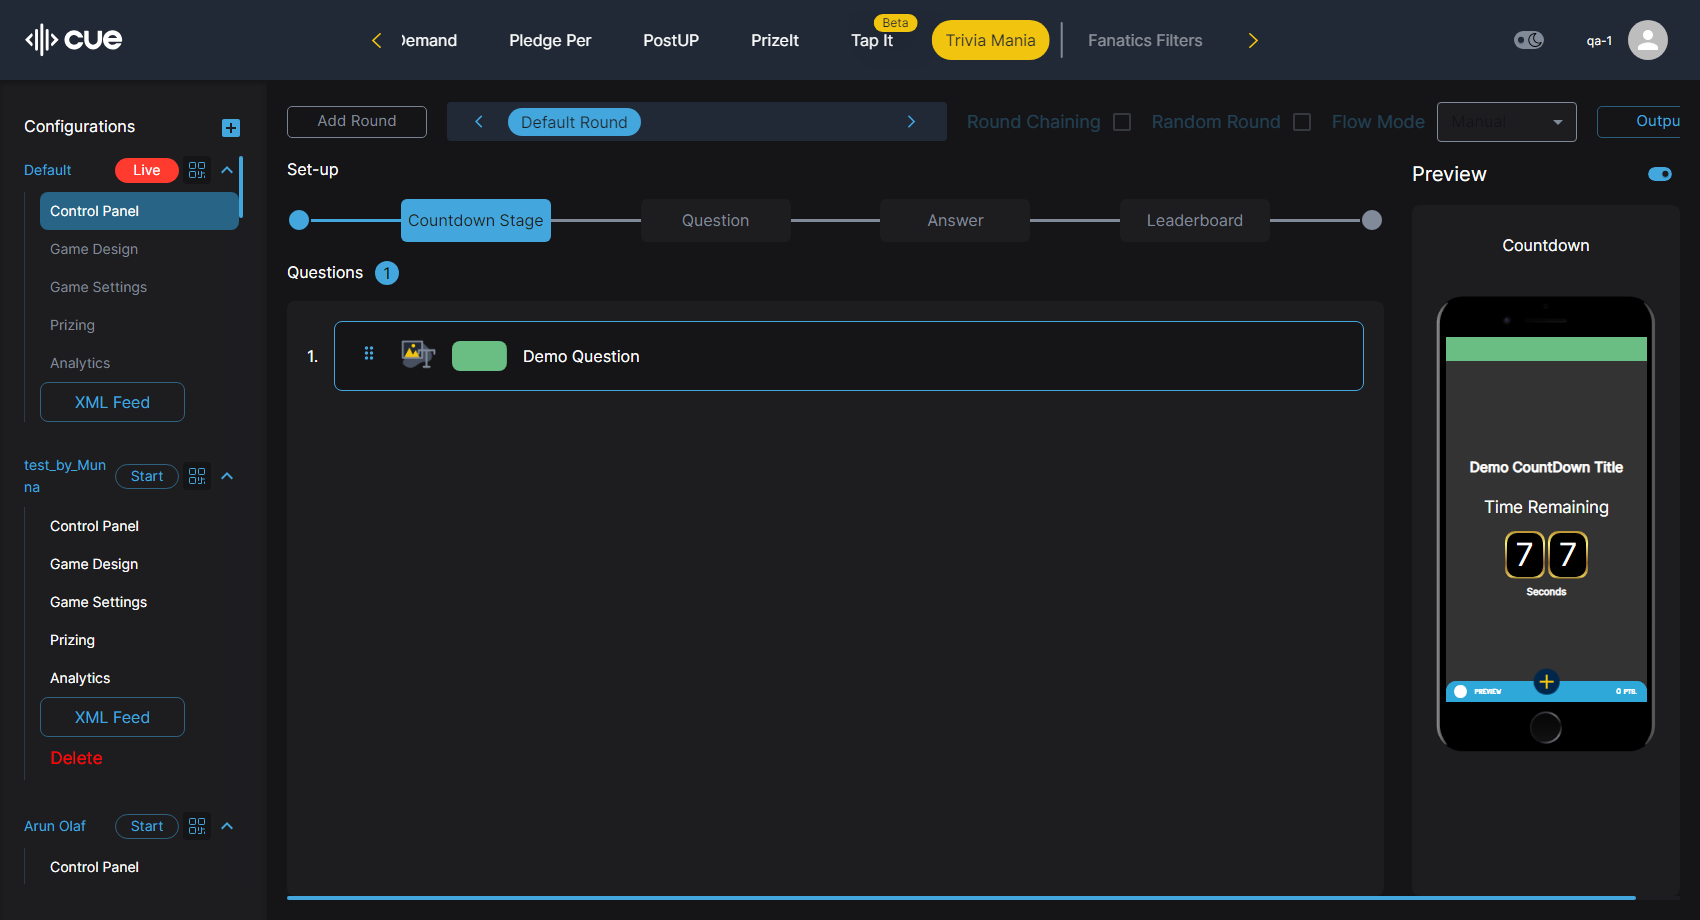 cue
Demand
Pledge Per
PostUP
PrizeIt
Tap It
Beta
Trivia Mania
Fanatics Filters
qa-1
Configurations
Default
Live
Control Panel
Game Design
Game Settings
Prizing
Analytics
XML Feed
test_by_Mun
na
Start
Control Panel
Game Design
Game Settings
Prizing
Analytics
XML Feed
Delete
Arun Olaf
Start
Control Panel
Add Round
Default Round
Round Chaining
Random Round
Flow Mode
Manual
Outpu
Set-up
Countdown Stage
Question
Answer
Leaderboard
Questions 1
1.
Demo Question
Preview
Countdown
Demo CountDown Title
Time Remaining
7 7
Seconds
PREVIEW
0 PTS.